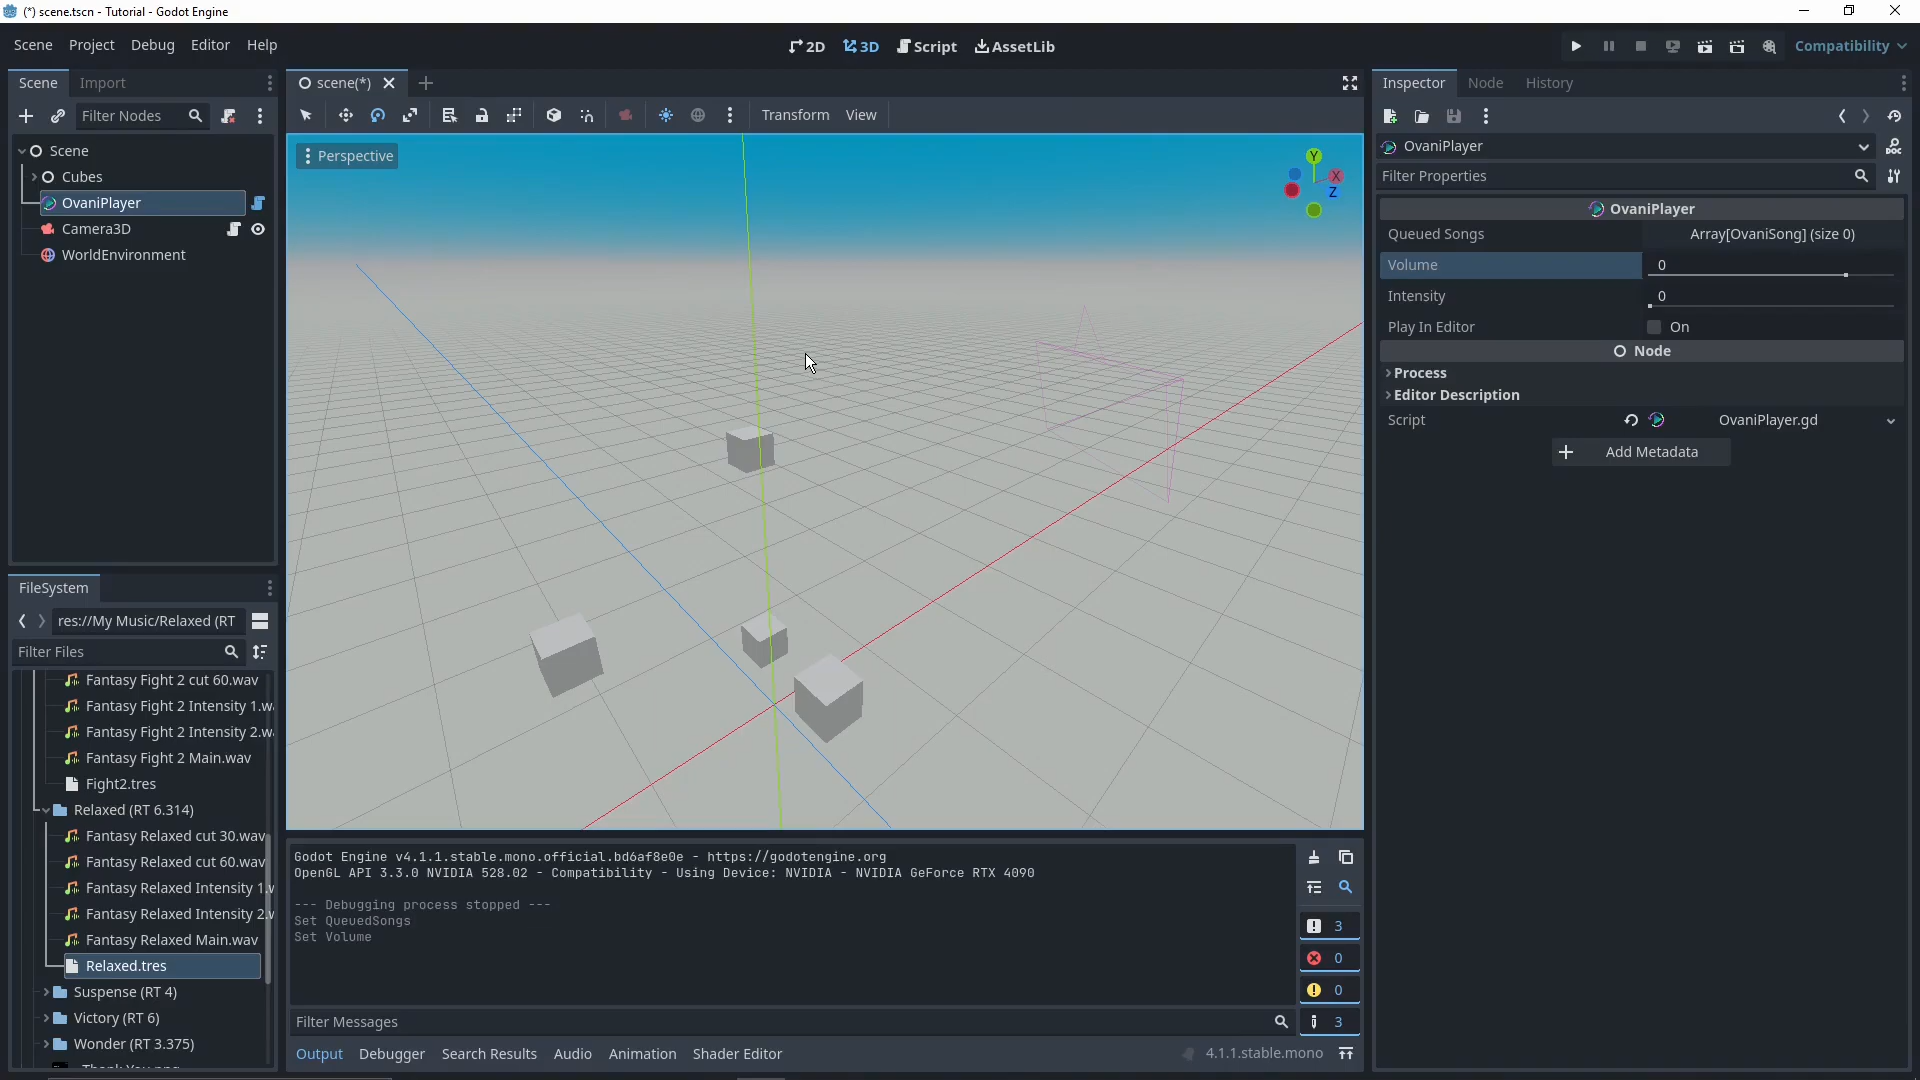 (*) scene.tscn - Tutorial - Godot Engine
Scene Project Debug Editor Help
2D 3D Script AssetLib
Compatibility
Scene Import
Filter Nodes
Scene
Cubes
OvaniPlayer
Camera3D
WorldEnvironment
FileSystem
res://My Music/Relaxed (RT
Filter Files
Fantasy Fight 2 cut 60.wav
Fantasy Fight 2 Intensity 1.w
Fantasy Fight 2 Intensity 2.w
Fantasy Fight 2 Main.wav
Fight2.tres
Relaxed (RT 6.314)
Fantasy Relaxed cut 30.wav
Fantasy Relaxed cut 60.wav
Fantasy Relaxed Intensity 1.
Fantasy Relaxed Intensity 2.
Fantasy Relaxed Main.wav
Relaxed.tres
Suspense (RT 4)
Victory (RT 6)
Wonder (RT 3.375)
scene(*)
Transform View
Perspective
Y
X
Z
Godot Engine v4.1.1.stable.mono.official.bd6af8e0e - https://godotengine.org
OpenGL API 3.3.0 NVIDIA 528.02 - Compatibility - Using Device: NVIDIA - NVIDIA GeForce RTX 4090
--- Debugging process stopped ---
Set QueuedSongs
Set Volume
3
0
0
3
Filter Messages
Output Debugger Search Results Audio Animation Shader Editor
4.1.1.stable.mono
Inspector Node History
OvaniPlayer
Filter Properties
OvaniPlayer
Queued Songs Array[OvaniSong] (size 0)
Volume 0
Intensity 0
Play In Editor On
Node
Process
Editor Description
Script OvaniPlayer.gd
Add Metadata